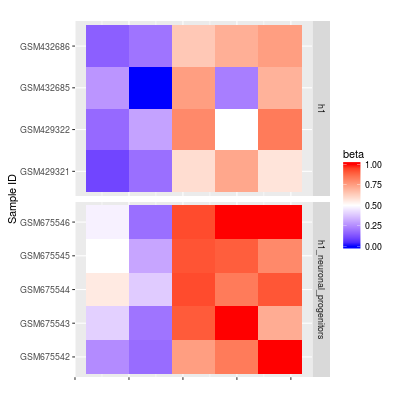 GSM432686
GSM432685
GSM429322
GSM429321
h1
Sample ID
GSM675546
GSM675545
GSM675544
GSM675543
GSM675542
h1_neuronal_progenitors
beta
1.00
0.75
0.50
0.25
0.00